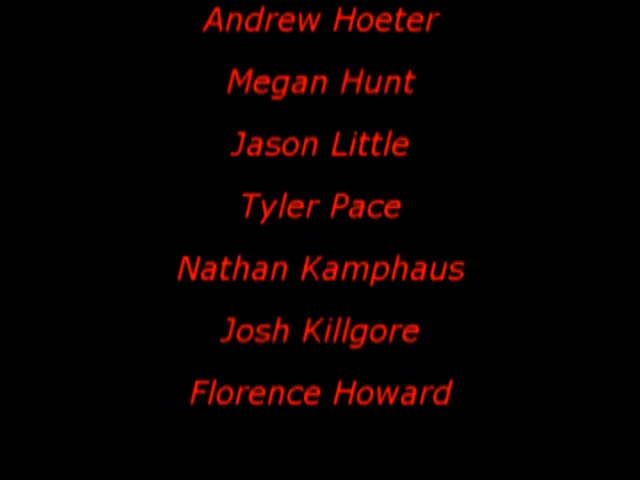 Andrew Hoeter
Megan Hunt
Jason Little
Tyler Pace
Nathan Kamphaus
Josh Killgore
Florence Howard